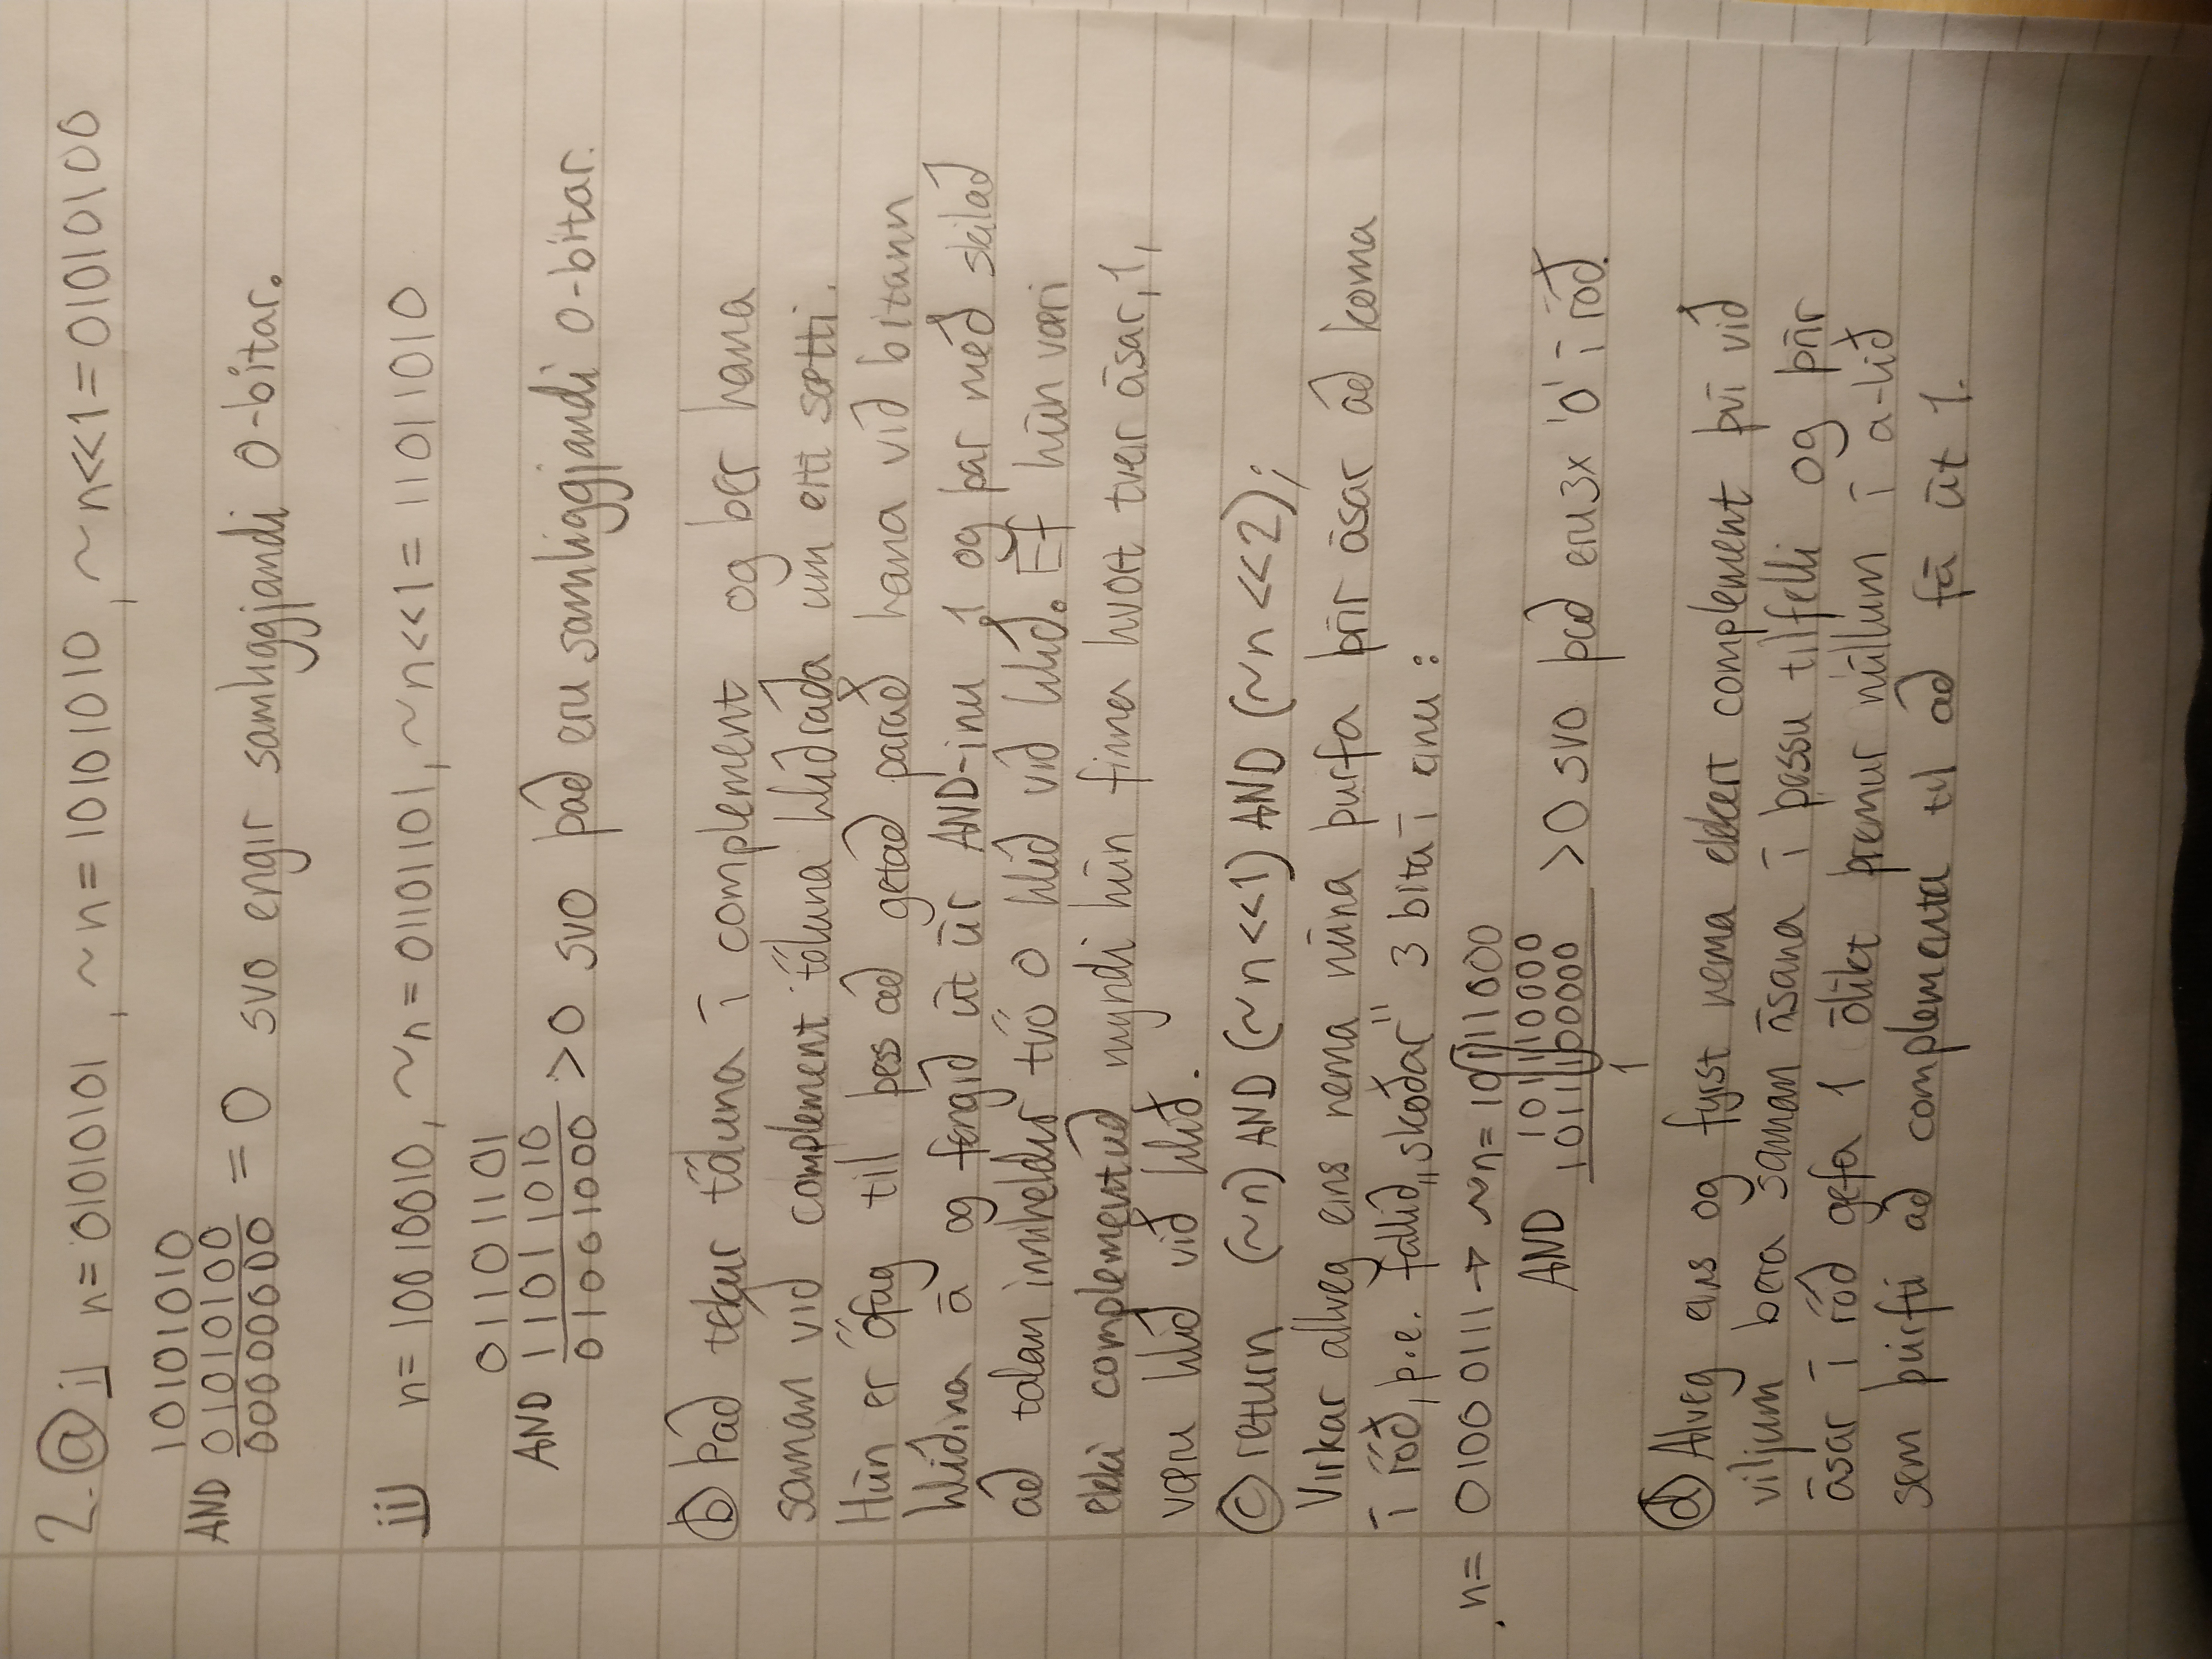 2. ⓐ i) n= 01010101, ~n= 10101010, ~n<<1= 01010100
10101010
AND 01010100
00000000 = 0 svo engir samliggjandi 0-bitar.
ii) n= 10010010, ~n= 01101101, ~n<<1= 11011010
01101101
AND 11011010
01001000 >0 svo það eru samliggjandi 0-bitar.
ⓑ Það tekur töluna í complement og ber hana
saman við complement töluna hliðraða um eitt sætti.
Hún er öfug til þess að getað parað hana við bitann
hliðina á og fengið út úr AND-inu 1 og þar með skilað
að talan inniheldur tvö 0 hlið við hlið. Ef hún væri
ekki complementuð myndi hún finna hvort tveir ásar, 1,
væru hlið við hlið.
ⓒ return (~n) AND (~n<<1) AND (~n<<2);
Virkar allveg eins nema núna þurfa þrír ásar að koma
í röð, þ.e. fallið „skoðar" 3 bita í einu:
n= 01000111 → ~n= 10111000
101110000
AND 1011100000 >0 svo það eru 3x '0' í röð.
1
ⓓ Alveg eins og fyrst nema ekkert complement því við
viljum bera saman ásana í þessu tilfelli og þrír
ásar í röð gefa 1 ólíkt þremur núllum í a-lið
sem þurfti að complementa til að fá út 1.